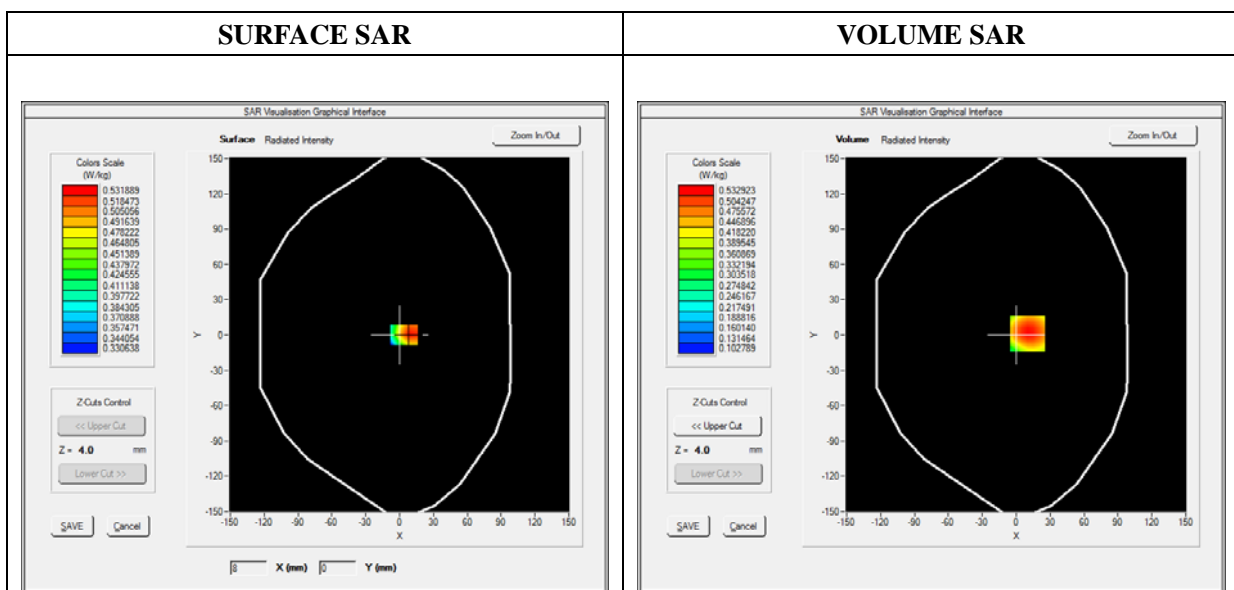 SURFACE SAR
VOLUME SAR
SAR Visualisation Graphical Interface
Surface Radiated Intensity
Zoom In/Out
Colors Scale
(W/kg)
0.531889
0.518473
0.505056
0.491639
0.478222
0.464805
0.451389
0.437972
0.424555
0.411138
0.397722
0.384305
0.370888
0.357471
0.344054
0.330638
Z-Cuts Control
<< Upper Cut
Z = 4.0 mm
Lower Cut >>
SAVE Cancel
150
120
90
60
30
0
-30
-60
-90
-120
-150
Y
-150 -120 -90 -60 -30 0 30 60 90 120 150
X
8 X (mm) 0 Y (mm)
SAR Visualisation Graphical Interface
Volume Radiated Intensity
Zoom In/Out
Colors Scale
(W/kg)
0.532923
0.504247
0.475572
0.446896
0.418220
0.389545
0.360869
0.332194
0.303518
0.274842
0.246167
0.217491
0.188816
0.160140
0.131464
0.102789
Z-Cuts Control
<< Upper Cut
Z = 4.0 mm
Lower Cut >>
SAVE Cancel
150
120
90
60
30
0
-30
-60
-90
-120
-150
Y
-150 -120 -90 -60 -30 0 30 60 90 120 150
X